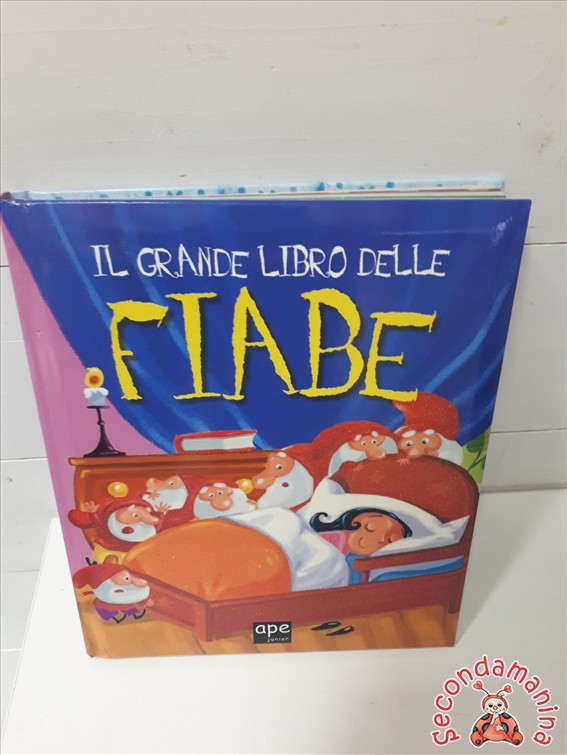 IL GRANDE LIBRO DELLE
FIABE
ape
junior
Secondamanina